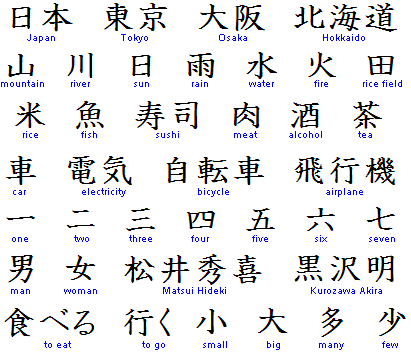 日本 東京 大阪 北海道
Japan Tokyo Osaka Hokkaido
山 川 日 雨 水 火 田
mountain river sun rain water fire rice field
米 魚 寿司 肉 酒 茶
rice fish sushi meat alcohol tea
車 電気 自転車 飛行機
car electricity bicycle airplane
一 二 三 四 五 六 七
one two three four five six seven
男 女 松井秀喜 黒沢明
man woman Matsui Hideki Kurozawa Akira
食べる 行く 小 大 多 少
to eat to go small big many few